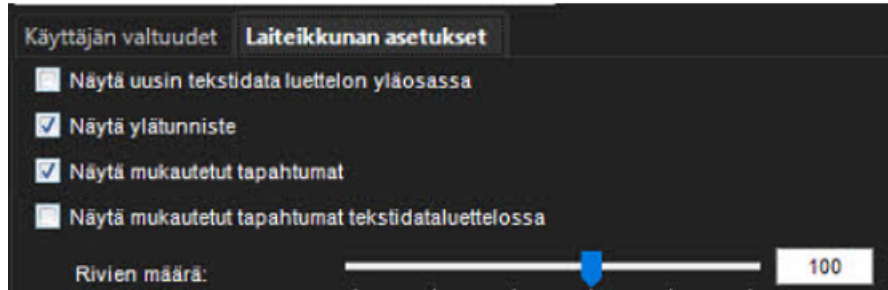 Käyttäjän valtuudet Laiteikkunan asetukset
Näytä uusin tekstidata luettelon yläosassa
Näytä ylätunniste
Näytä mukautetut tapahtumat
Näytä mukautetut tapahtumat tekstidataluettelossa
Rivien määrä: 100